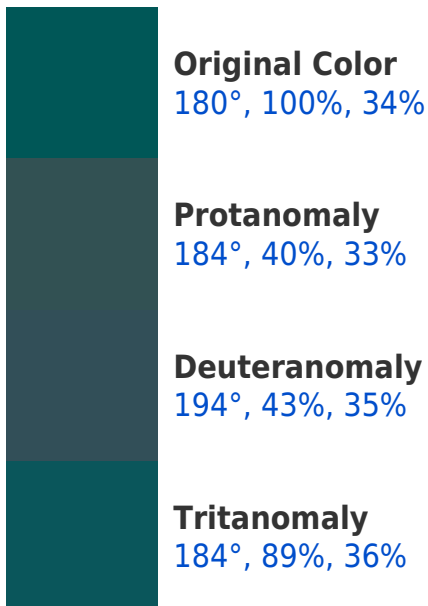 Original Color
180°, 100%, 34%
Protanomaly
184°, 40%, 33%
Deuteranomaly
194°, 43%, 35%
Tritanomaly
184°, 89%, 36%